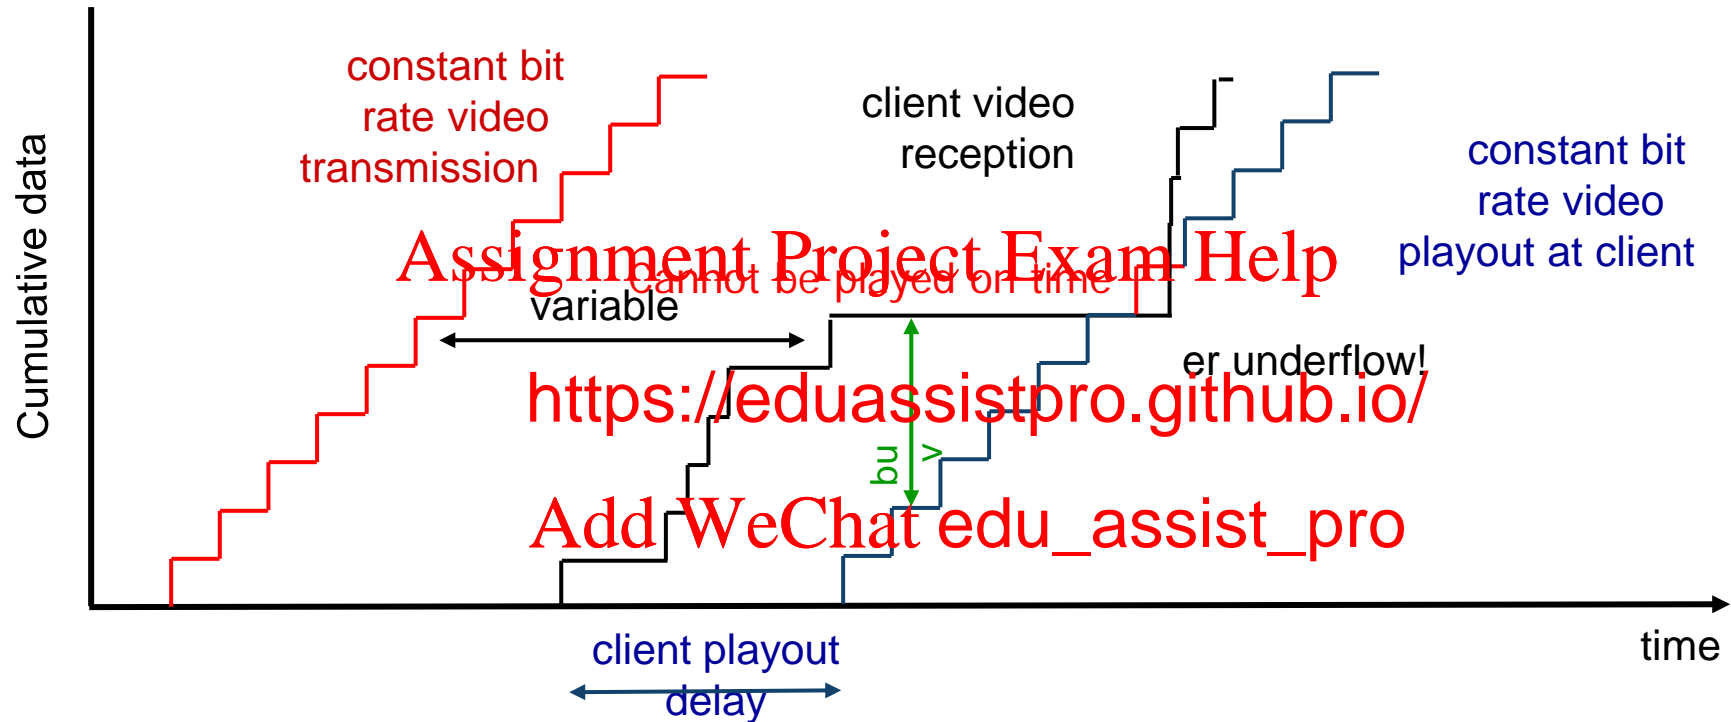 constant bit
rate video
transmission
client video
reception
constant bit
rate video
playout at client
Cumulative data
Assignment Project Exam Help
cannot be played on time
variable
er underflow!
https://eduassistpro.github.io/
bu
v
Add WeChat edu_assist_pro
time
client playout
delay